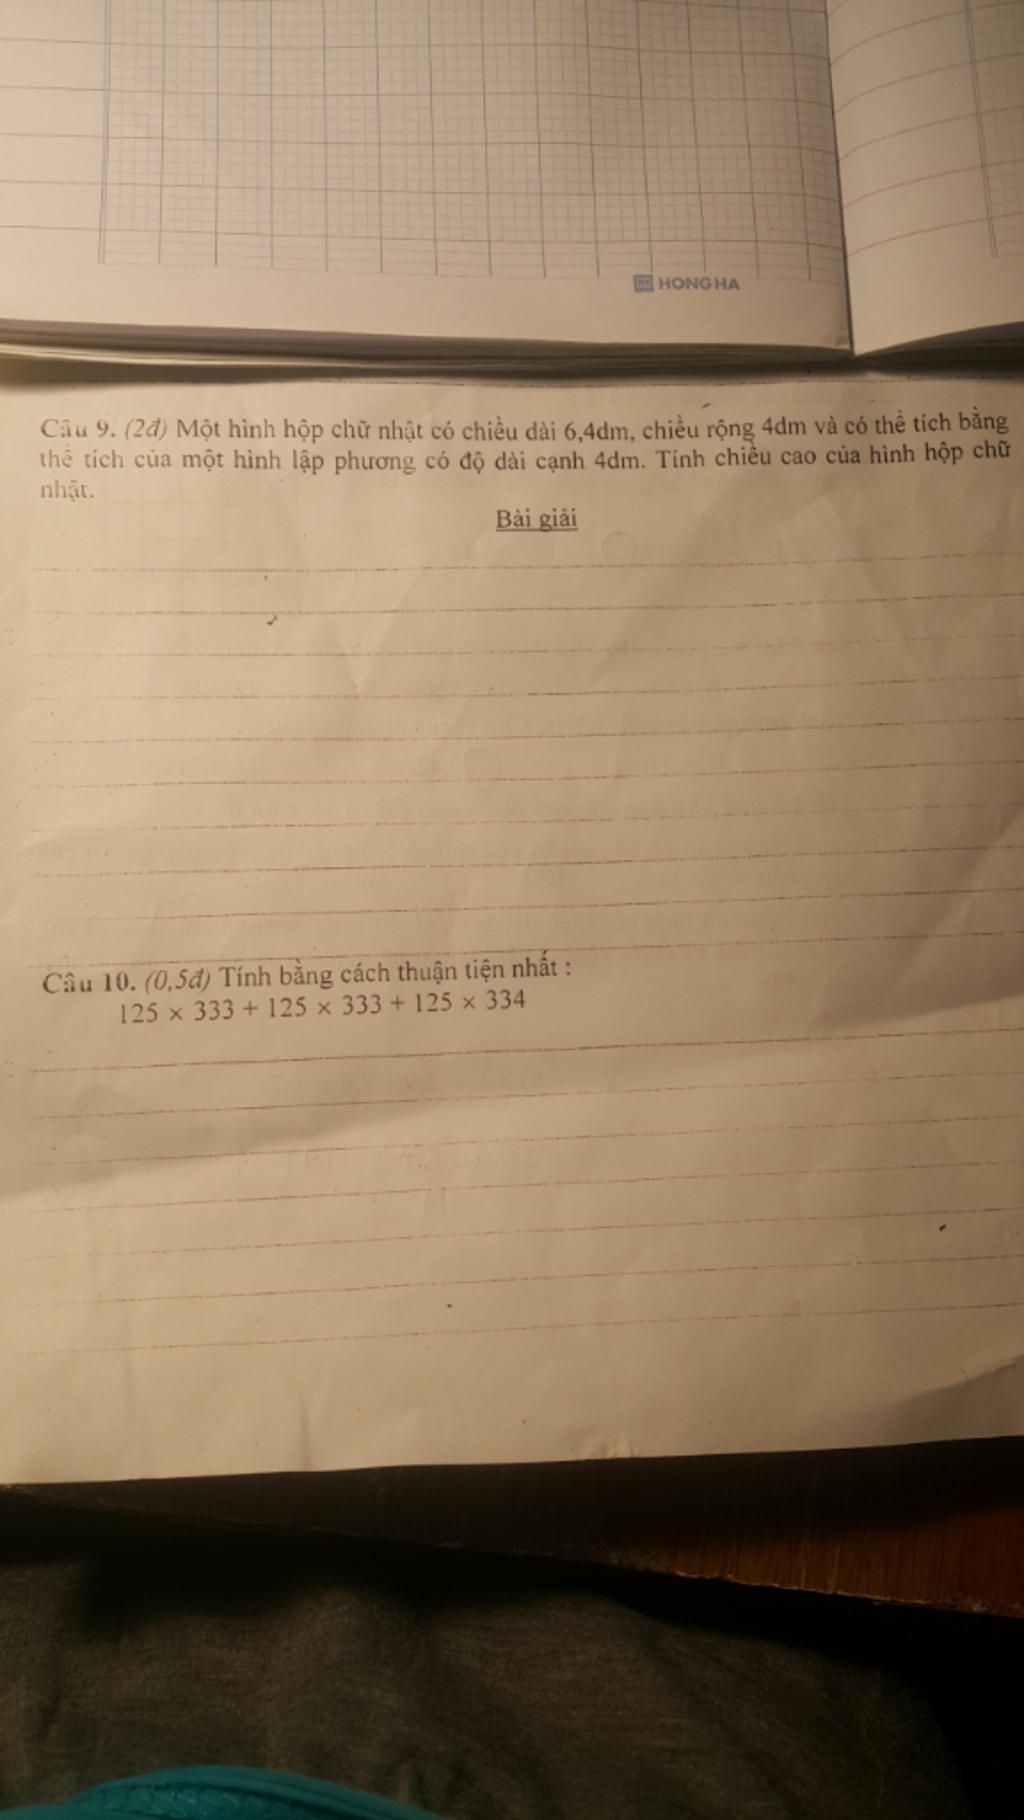 HONG HA
Câu 9. (2đ) Một hình hộp chữ nhật có chiều dài 6,4dm, chiều rộng 4dm và có thể tích bằng
thể tích của một hình lập phương có độ dài cạnh 4dm. Tính chiều cao của hình hộp chữ
nhật.
Bài giải
Câu 10. (0,5đ) Tính bằng cách thuận tiện nhất :
125 × 333 + 125 × 333 + 125 × 334